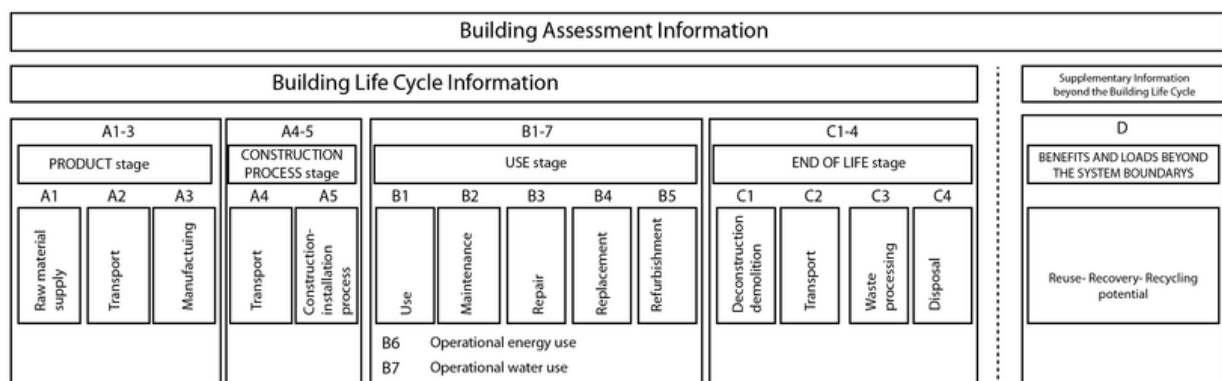 Building Assessment Information
Building Life Cycle Information
Supplementary Information
beyond the Building Life Cycle
A1-3
A4-5
B1-7
C1-4
D
PRODUCT stage
CONSTRUCTION
PROCESS stage
USE stage
END OF LIFE stage
BENEFITS AND LOADS BEYOND
THE SYSTEM BOUNDARYS
A1
A2
A3
A4
A5
B1
B2
B3
B4
B5
C1
C2
C3
C4
Raw material
supply
Transport
Manufactuing
Transport
Construction-
installation
process
Use
Maintenance
Repair
Replacement
Refurbishment
Deconstruction
demolition
Transport
Waste
processing
Disposal
Reuse- Recovery- Recycling
potential
B6 Operational energy use
B7 Operational water use